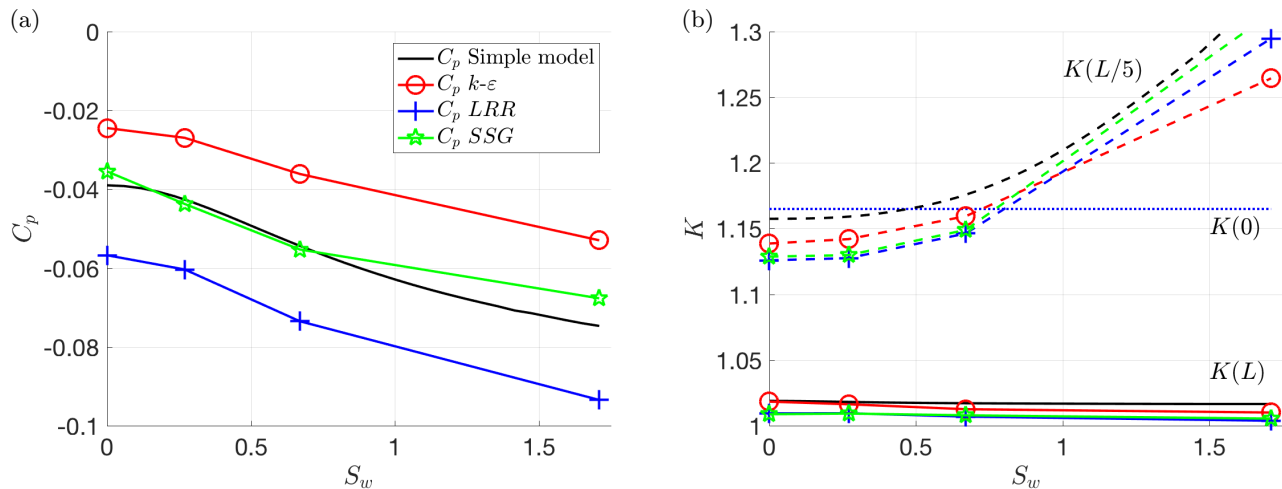 (a)
0
-0.02
-0.04
-0.06
-0.08
-0.1
C_p
0
0.5
1
1.5
S_w
C_p Simple model
C_p k-ε
C_p LRR
C_p SSG
(b)
1.3
1.25
1.2
1.15
1.1
1.05
1
K
0
0.5
1
1.5
S_w
K(L/5)
K(0)
K(L)